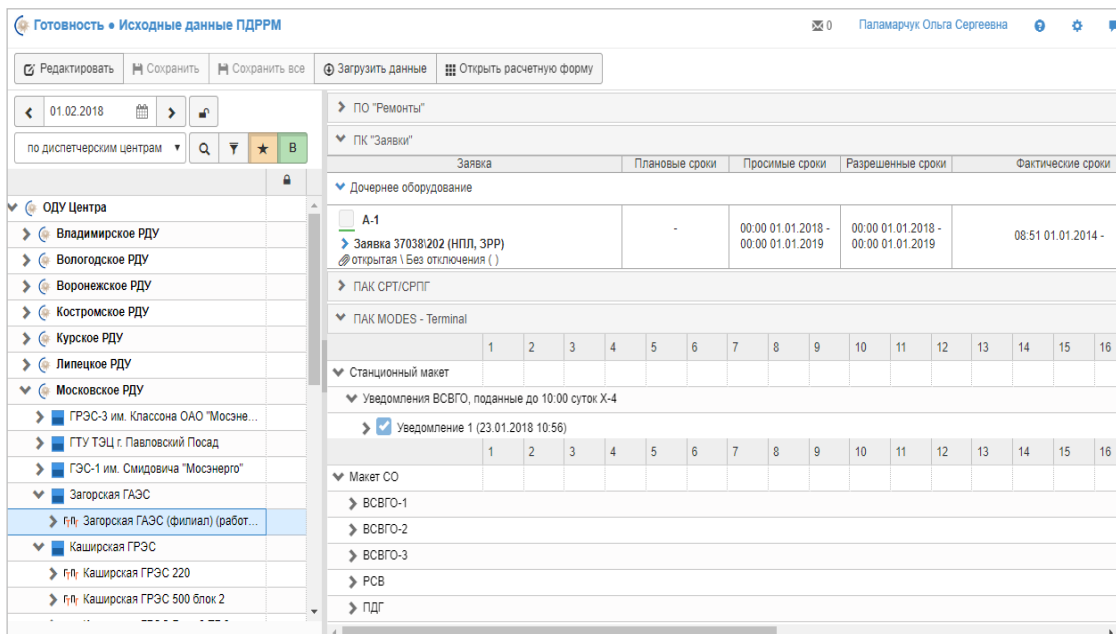 Готовность • Исходные данные ПДРРМ
0
Паламарчук Ольга Сергеевна
Редактировать
Сохранить
Сохранить все
Загрузить данные
Открыть расчетную форму
01.02.2018
по диспетчерским центрам
В
ОДУ Центра
Владимирское РДУ
Вологодское РДУ
Воронежское РДУ
Костромское РДУ
Курское РДУ
Липецкое РДУ
Московское РДУ
ГРЭС-3 им. Классона ОАО "Мосэне...
ГТУ ТЭЦ г. Павловский Посад
ГЭС-1 им. Смидовича "Мосэнерго"
Загорская ГАЭС
Загорская ГАЭС (филиал) (работ...
Каширская ГРЭС
Каширская ГРЭС 220
Каширская ГРЭС 500 блок 2
ПО "Ремонты"
ПК "Заявки"
Заявка Плановые сроки Просимые сроки Разрешенные сроки Фактические сроки
Дочернее оборудование
А-1
Заявка 37038\202 (НПЛ, ЗРР)
открытая \ Без отключения ( )
-
00:00 01.01.2018 -
00:00 01.01.2019
00:00 01.01.2018 -
00:00 01.01.2019
08:51 01.01.2014 -
ПАК СРТ/СРПГ
ПАК MODES - Terminal
1 2 3 4 5 6 7 8 9 10 11 12 13 14 15 16
Станционный макет
Уведомления ВСВГО, поданные до 10:00 суток X-4
Уведомление 1 (23.01.2018 10:56)
1 2 3 4 5 6 7 8 9 10 11 12 13 14 15 16
Макет СО
ВСВГО-1
ВСВГО-2
ВСВГО-3
РСВ
ПДГ